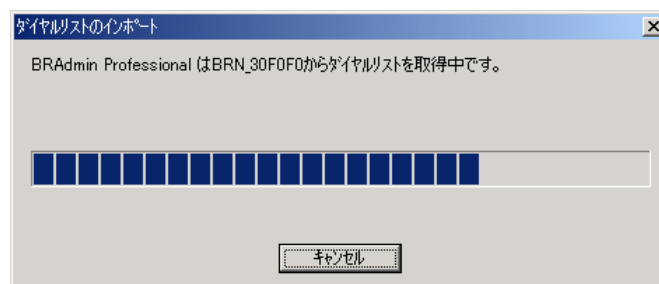 ﾀﾞｲﾔﾙﾘｽﾄのｲﾝﾎﾟｰﾄ
BRAdmin Professional はBRN_30F0F0からﾀﾞｲﾔﾙﾘｽﾄを取得中です。
ｷｬﾝｾﾙ